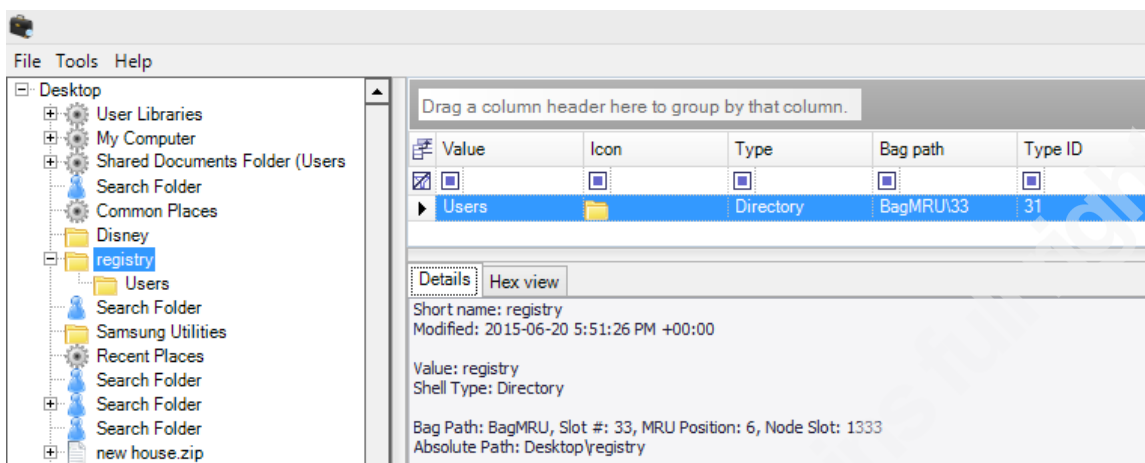 File Tools Help
Desktop
User Libraries
My Computer
Shared Documents Folder (Users
Search Folder
Common Places
Disney
registry
Users
Search Folder
Samsung Utilities
Recent Places
Search Folder
Search Folder
Search Folder
new house.zip
Drag a column header here to group by that column.
Value Icon Type Bag path Type ID
Users Directory BagMRU\33 31
Details Hex view
Short name: registry
Modified: 2015-06-20 5:51:26 PM +00:00
Value: registry
Shell Type: Directory
Bag Path: BagMRU, Slot #: 33, MRU Position: 6, Node Slot: 1333
Absolute Path: Desktop\registry